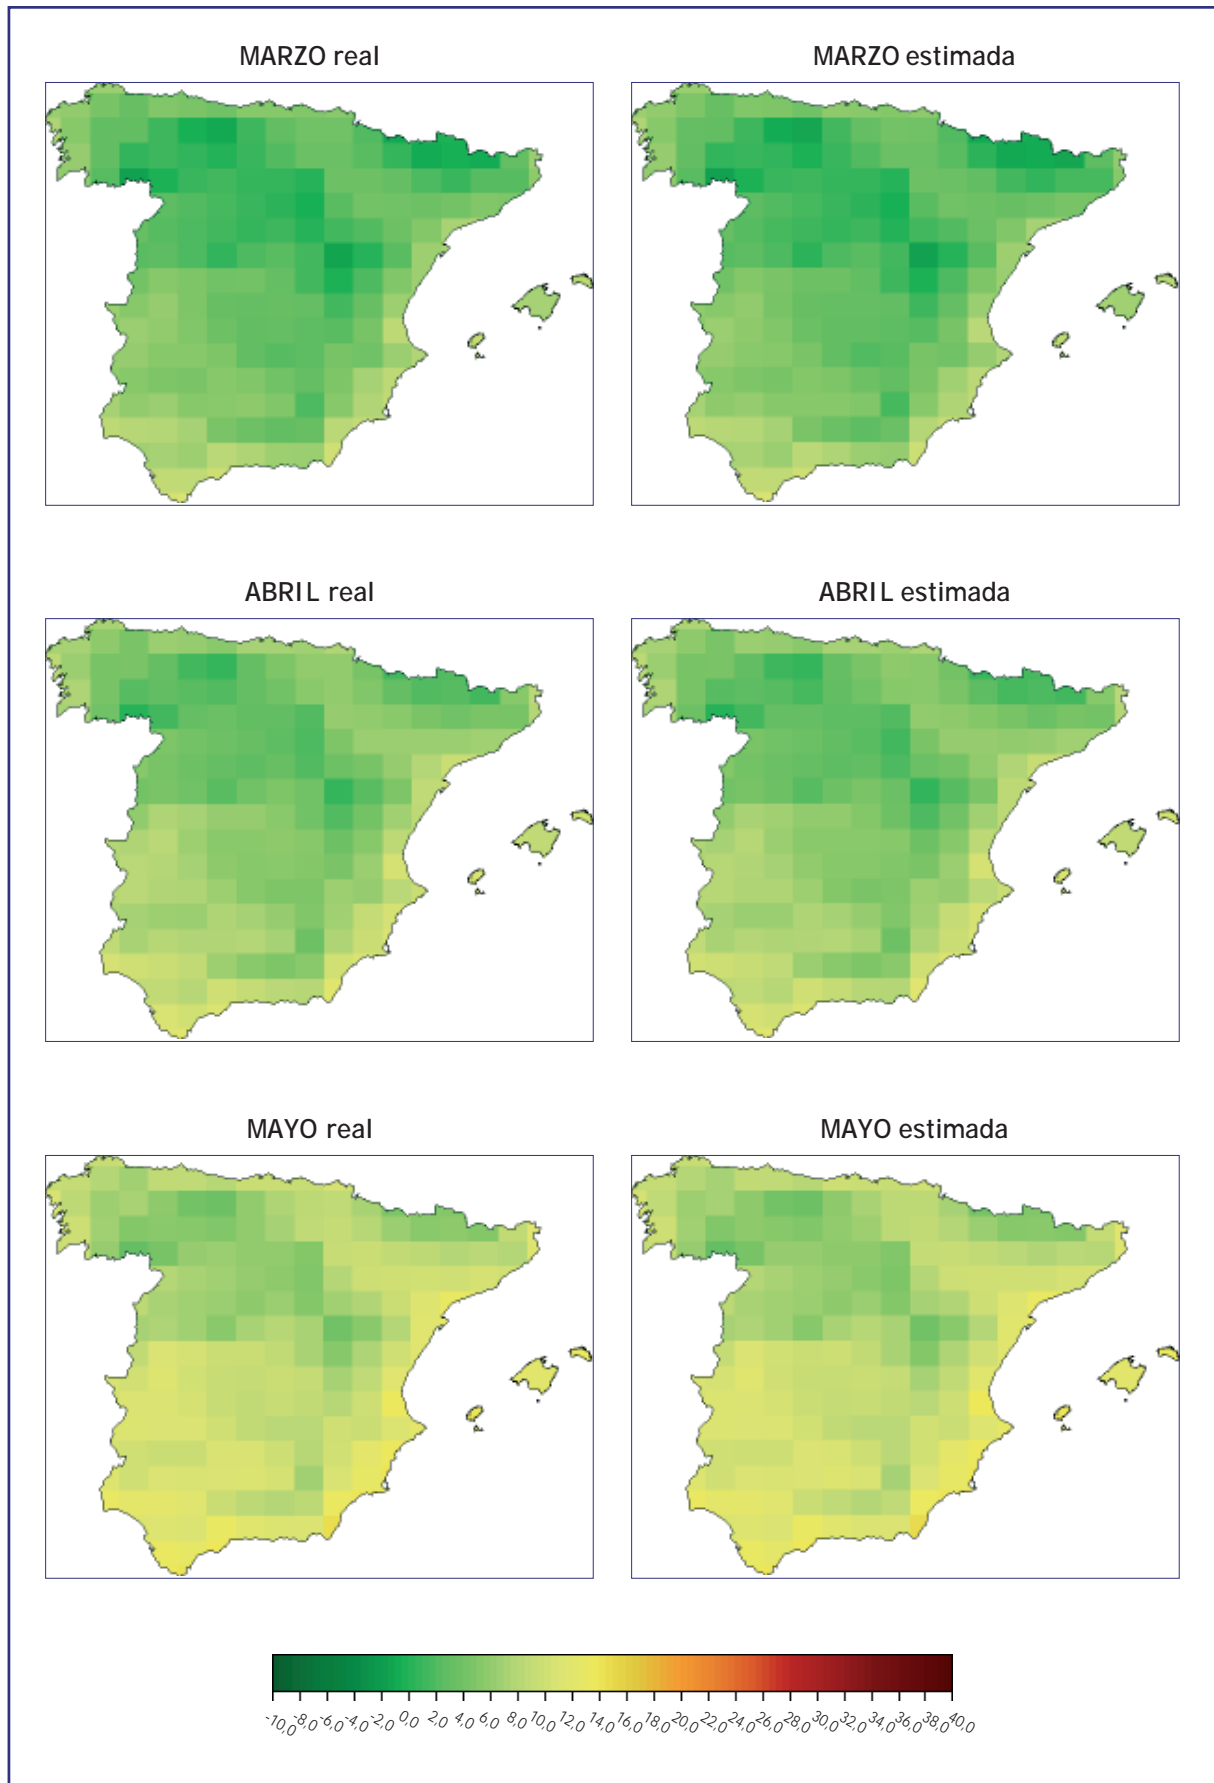 MARZO real
MARZO estimada
ABRIL real
ABRIL estimada
MAYO real
MAYO estimada
-10,0 -8,0 -6,0 -4,0 -2,0 0,0 2,0 4,0 6,0 8,0 10,0 12,0 14,0 16,0 18,0 20,0 22,0 24,0 26,0 28,0 30,0 32,0 34,0 36,0 38,0 40,0